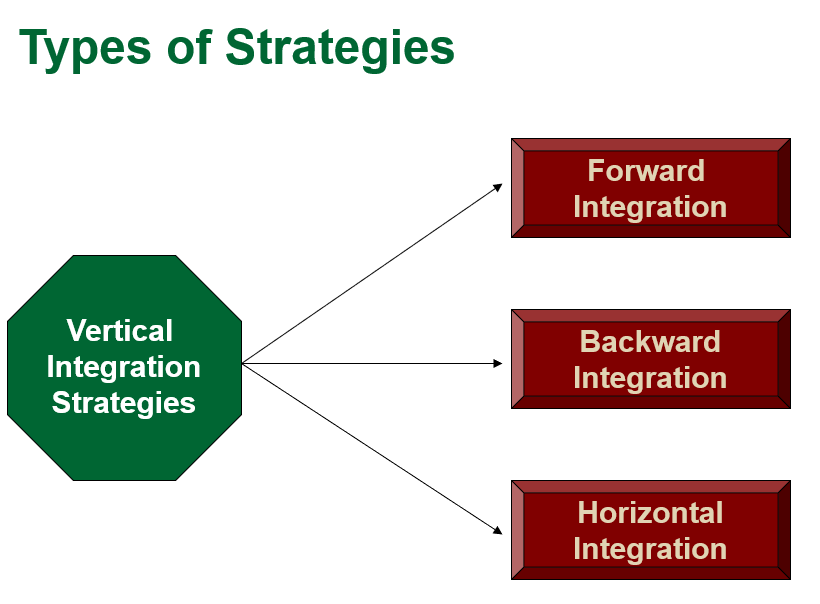 Types of Strategies
Vertical
Integration
Strategies
Forward
Integration
Backward
Integration
Horizontal
Integration